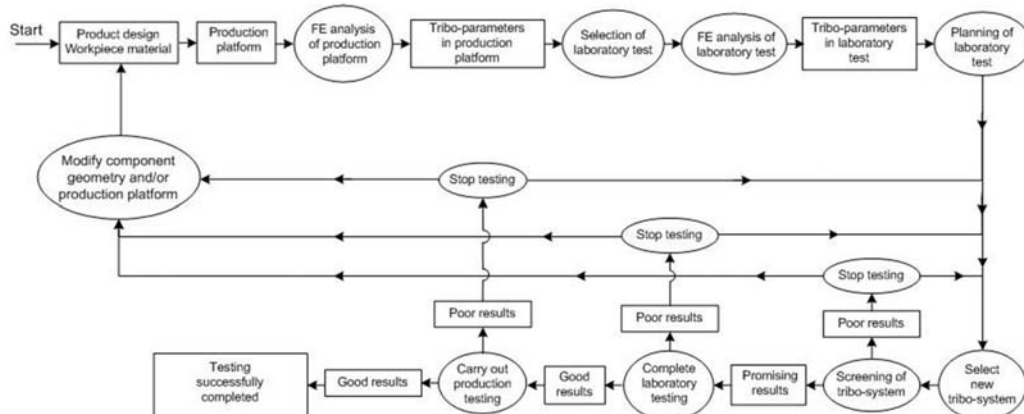 Start
Product design
Workpiece material
Production
platform
FE analysis
of production
platform
Tribo-parameters
in production
platform
Selection of
laboratory test
FE analysis of
laboratory test
Tribo-parameters
in laboratory
test
Planning of
laboratory
test
Modify component
geometry and/or
production platform
Stop testing
Stop testing
Stop testing
Poor results
Poor results
Poor results
Testing
successfully
completed
Good results
Carry out
production
testing
Good
results
Complete
laboratory
testing
Promising
results
Screening of
tribo-system
Select
new
tribo-system